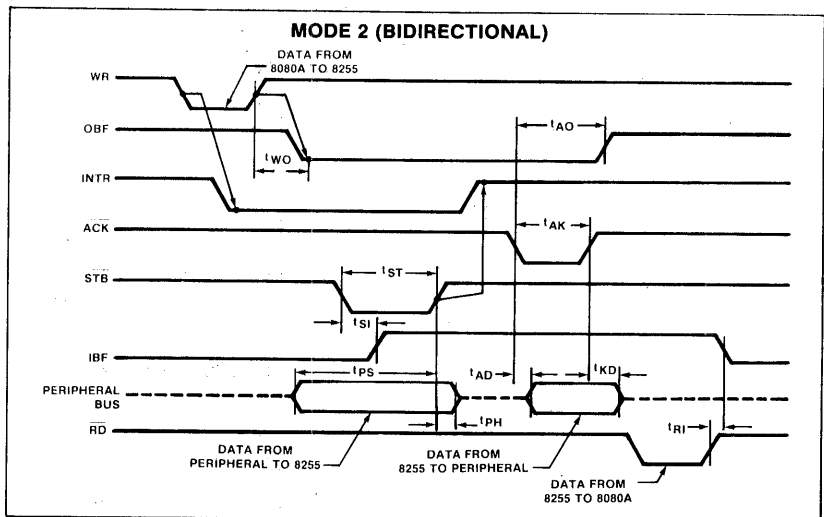 MODE 2 (BIDIRECTIONAL)
DATA FROM
8080A TO 8255
WR
OBF
tAO
tWO
INTR
ACK
tAK
STB
tST
tSI
IBF
tPS
tAD
tKD
PERIPHERAL
BUS
tPH
RD
tRI
DATA FROM
PERIPHERAL TO 8255
DATA FROM
8255 TO PERIPHERAL
DATA FROM
8255 TO 8080A